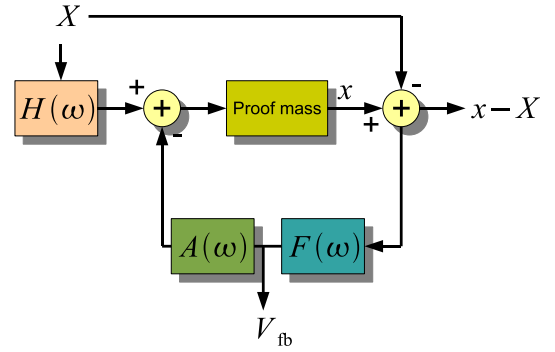 X
H(ω)
+
+
-
Proof mass
x
-
+
+
x−X
A(ω)
F(ω)
V_fb